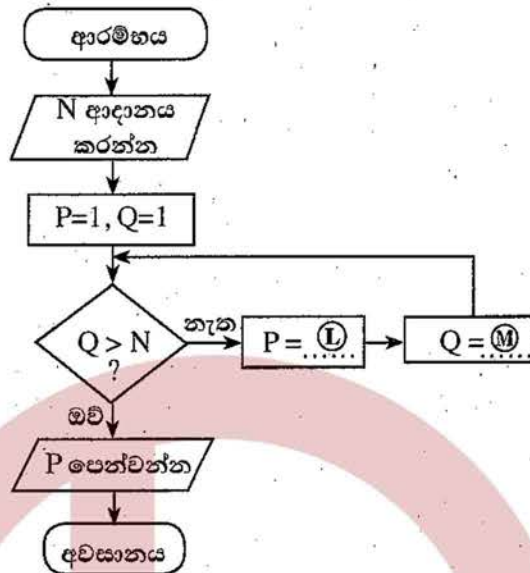 ආරම්භය
N ආදානය
කරන්න
P=1, Q=1
Q > N
?
නැත
P = Ⓛ
Q = Ⓜ
ඔව්
P පෙන්වන්න
අවසානය